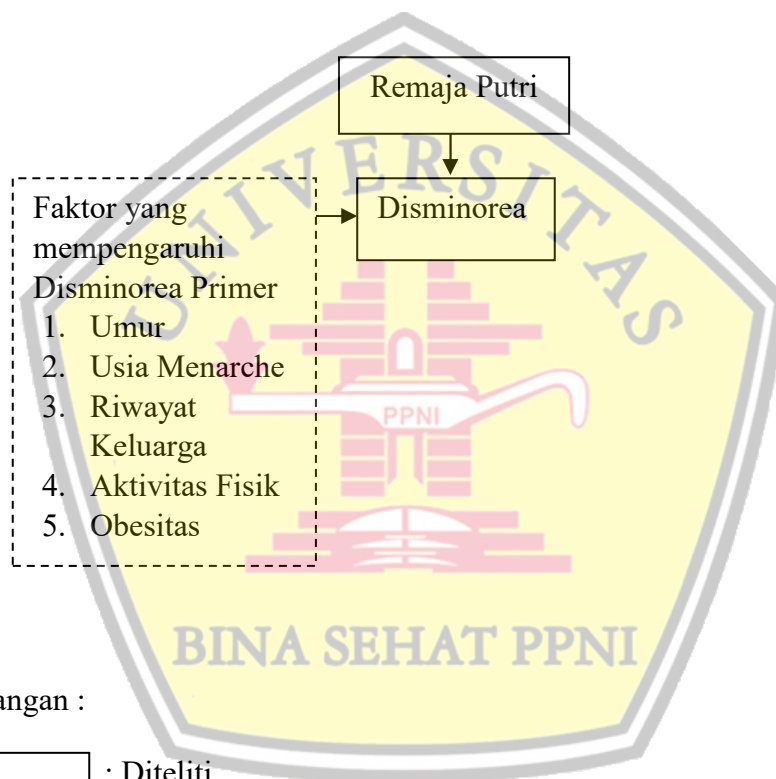 Remaja Putri
Disminorea
Faktor yang
mempengaruhi
Disminorea Primer
1. Umur
2. Usia Menarche
3. Riwayat
Keluarga
4. Aktivitas Fisik
5. Obesitas
UNIVERSITAS
PPNI
BINA SEHAT PPNI
angan :
: Diteliti